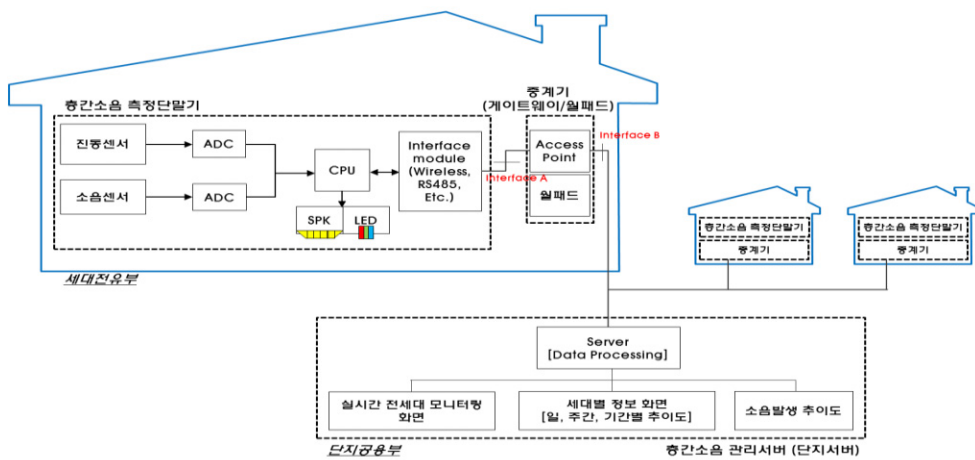 층간소음 측정단말기
진동센서
ADC
소음센서
ADC
CPU
SPK
LED
Interface
module
(Wireless,
RS485,
Etc.)
Interface A
중계기
(게이트웨이/월패드)
Access
Point
월패드
Interface B
세대전유부
층간소음 측정단말기
중계기
층간소음 측정단말기
중계기
Server
[Data Processing]
실시간 전세대 모니터링
화면
세대별 정보 화면
[일, 주간, 기간별 추이도]
소음발생 추이도
단지공용부
층간소음 관리서버 (단지서버)